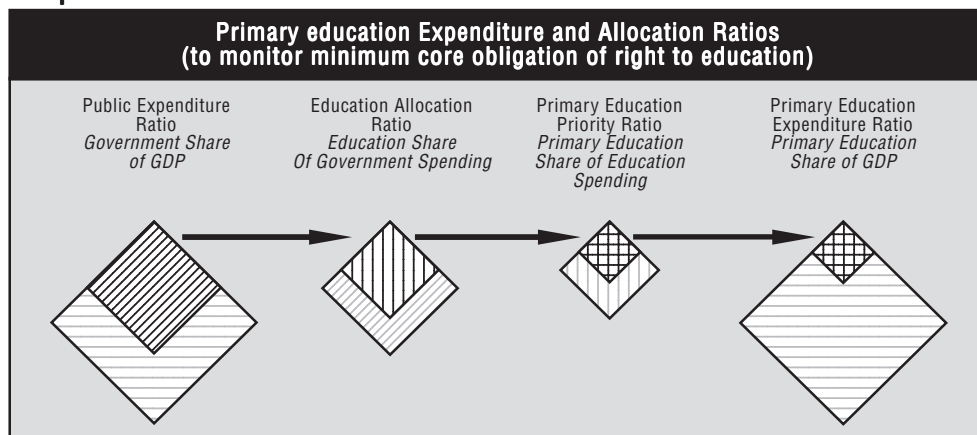 Primary education Expenditure and Allocation Ratios
(to monitor minimum core obligation of right to education)
Public Expenditure
Ratio
Government Share
of GDP
Education Allocation
Ratio
Education Share
Of Government Spending
Primary Education
Priority Ratio
Primary Education
Share of Education
Spending
Primary Education
Expenditure Ratio
Primary Education
Share of GDP